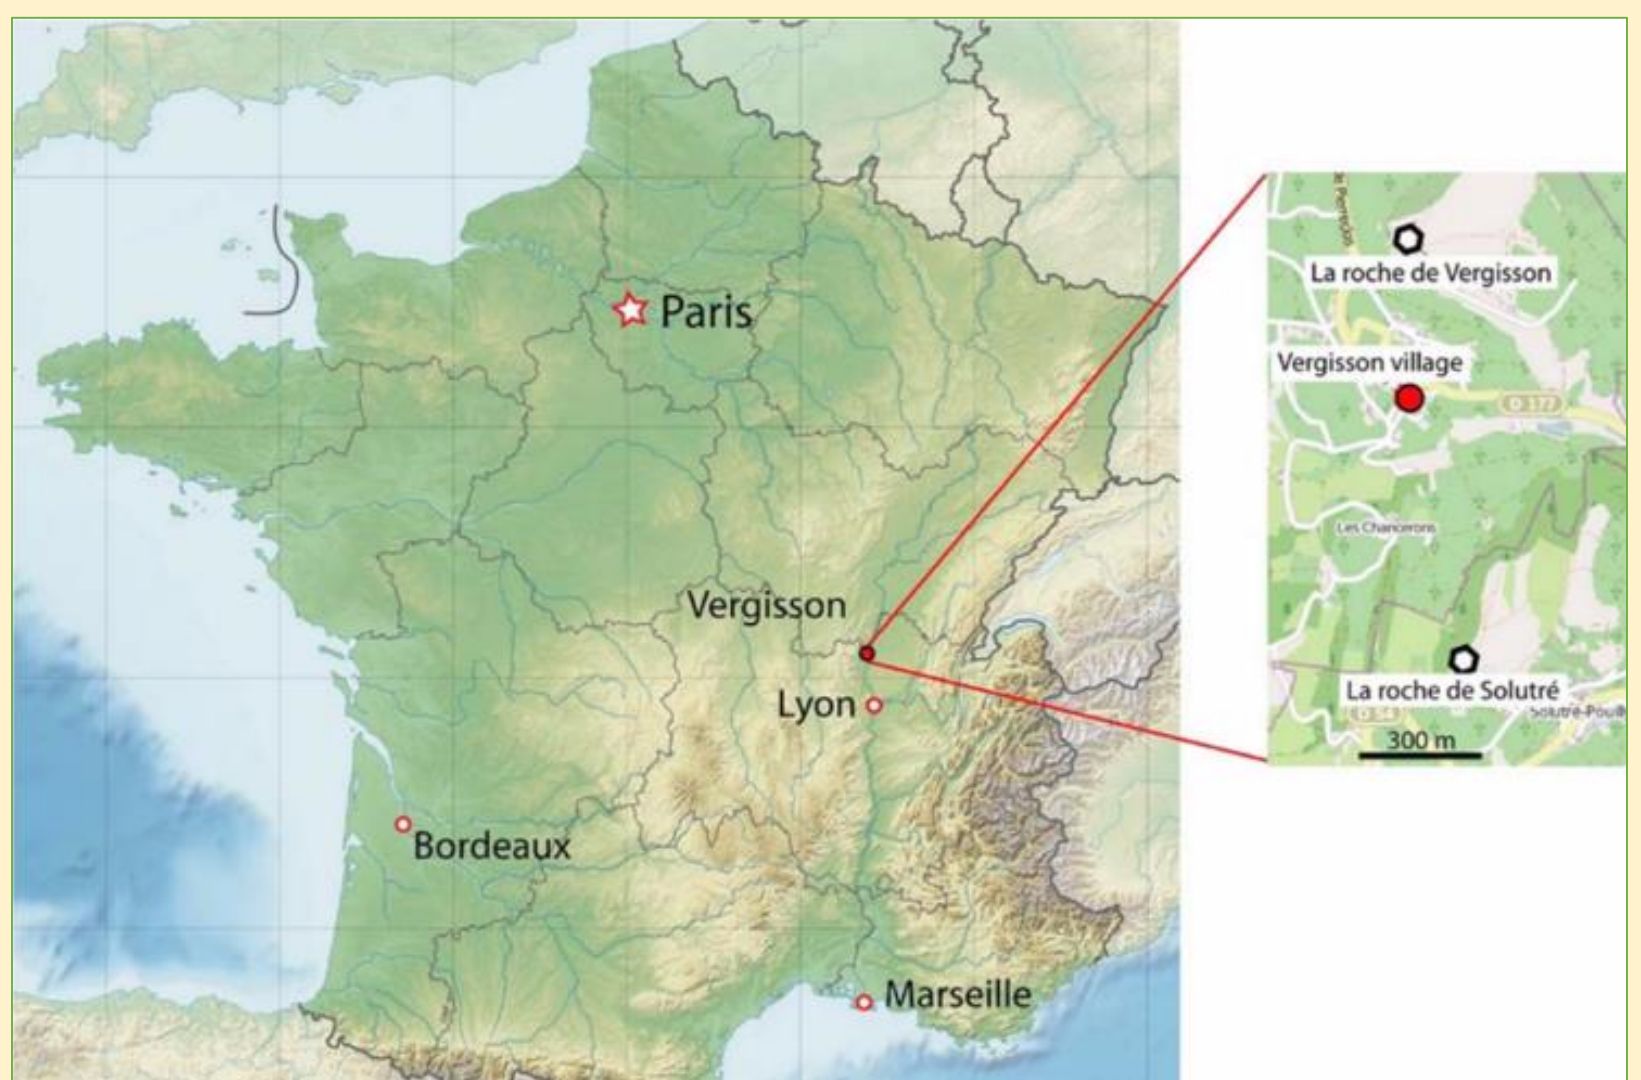 Paris
Vergisson
Lyon
Bordeaux
Marseille
La roche de Vergisson
Vergisson village
D 177
Les Chancerons
La roche de Solutré
D 54
300 m